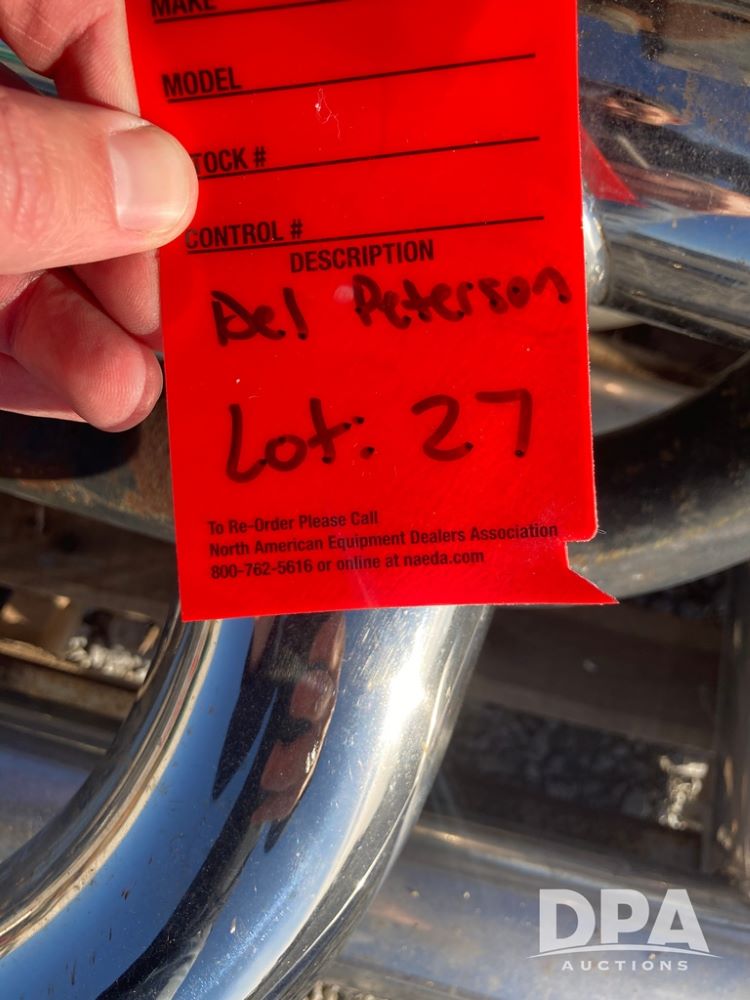 MAKE
MODEL
STOCK #
CONTROL #
DESCRIPTION
Del Peterson
Lot: 27
To Re-Order Please Call
North American Equipment Dealers Association
800-762-5616 or online at naeda.com
DPA
AUCTIONS